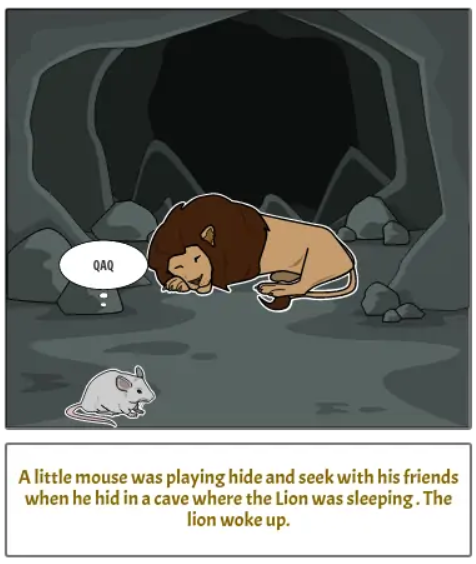 QAQ
A little mouse was playing hide and seek with his friends
when he hid in a cave where the Lion was sleeping . The
lion woke up.